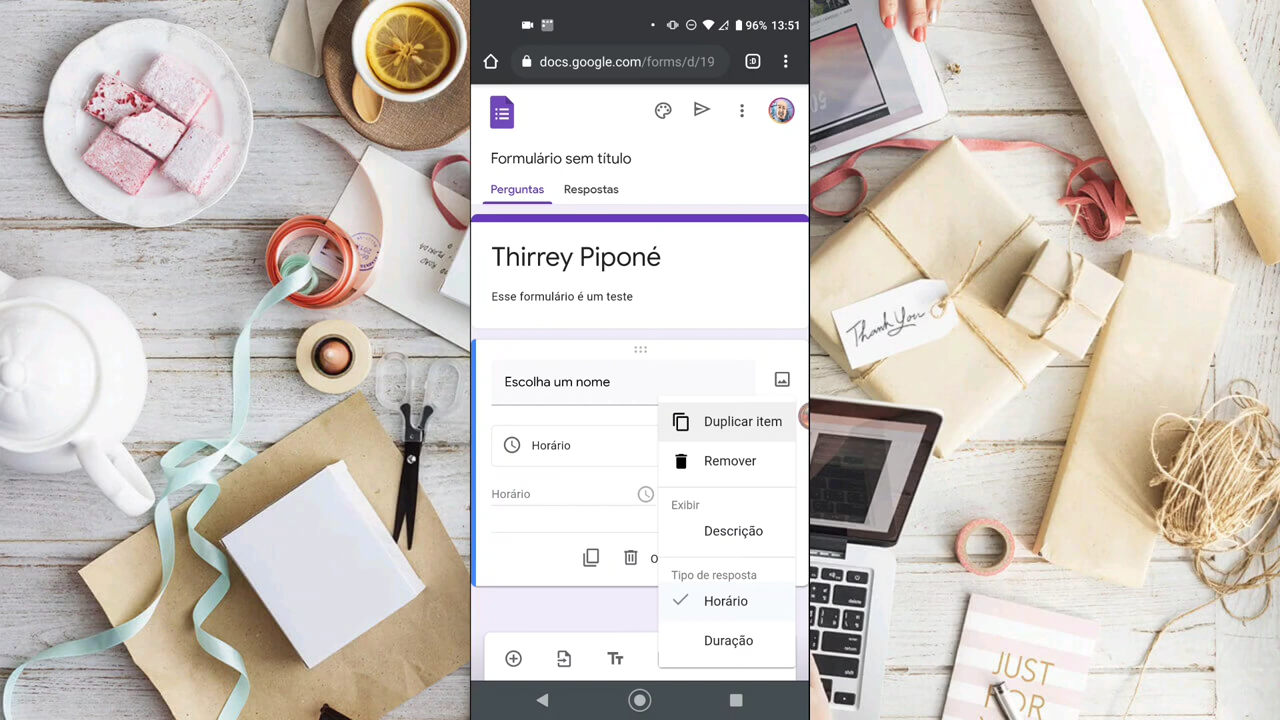 96% 13:51
docs.google.com/forms/d/19
:D
Formulário sem título
Perguntas Respostas
Thirrey Piponé
Esse formulário é um teste
Escolha um nome
Duplicar item
Horário
Remover
Horário
Exibir
Descrição
Tipo de resposta
Horário
Duração
Thank You
JUST
FOR